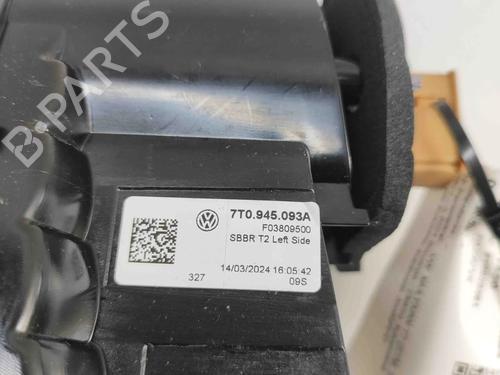 B-PARTS
7T0.945.093A
F03809500
SBBR T2 Left Side
14/03/2024 16:05:42
327
09S